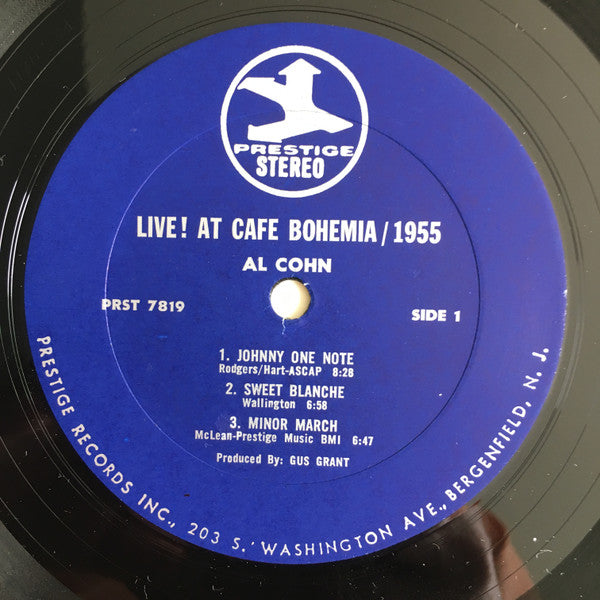 PRESTIGE
STEREO
LIVE! AT CAFE BOHEMIA/1955
AL COHN
PRST 7819
SIDE 1
1. JOHNNY ONE NOTE
Rodgers/Hart-ASCAP 8:28
2. SWEET BLANCHE
Wallington 6:58
3. MINOR MARCH
McLean-Prestige Music BMI 6:47
Produced By: GUS GRANT
PRESTIGE RECORDS INC., 203 S. WASHINGTON AVE., BERGENFIELD, N. J.